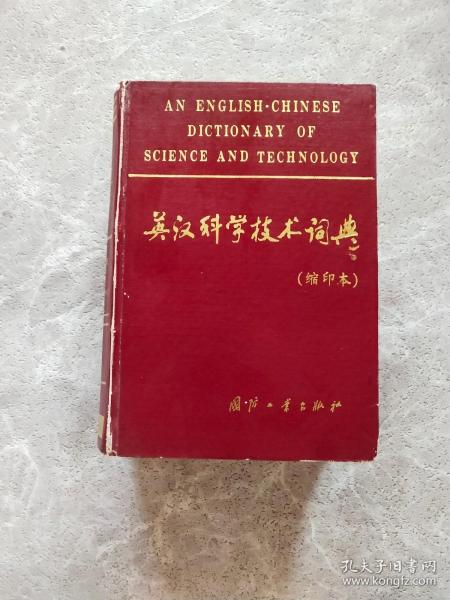 AN ENGLISH-CHINESE
DICTIONARY OF
SCIENCE AND TECHNOLOGY
英汉科学技术词典
(缩印本)
国防工业出版社
孔夫子旧书网
www.kongfz.com